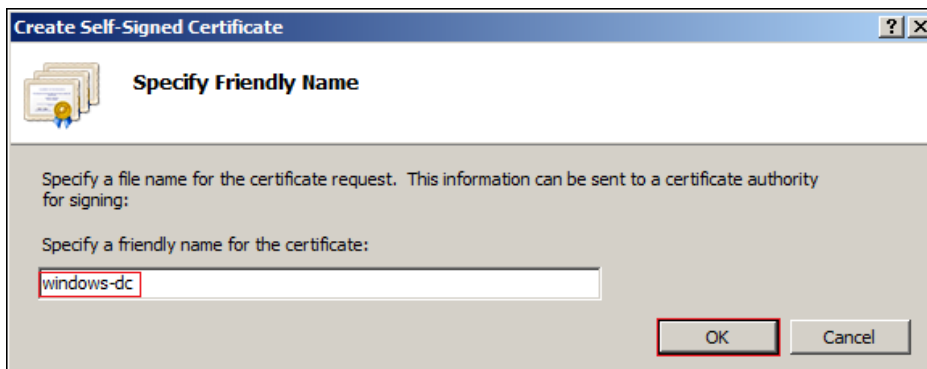 Create Self-Signed Certificate
Specify Friendly Name
Specify a file name for the certificate request.  This information can be sent to a certificate authority
for signing:
Specify a friendly name for the certificate:
windows-dc
OK
Cancel